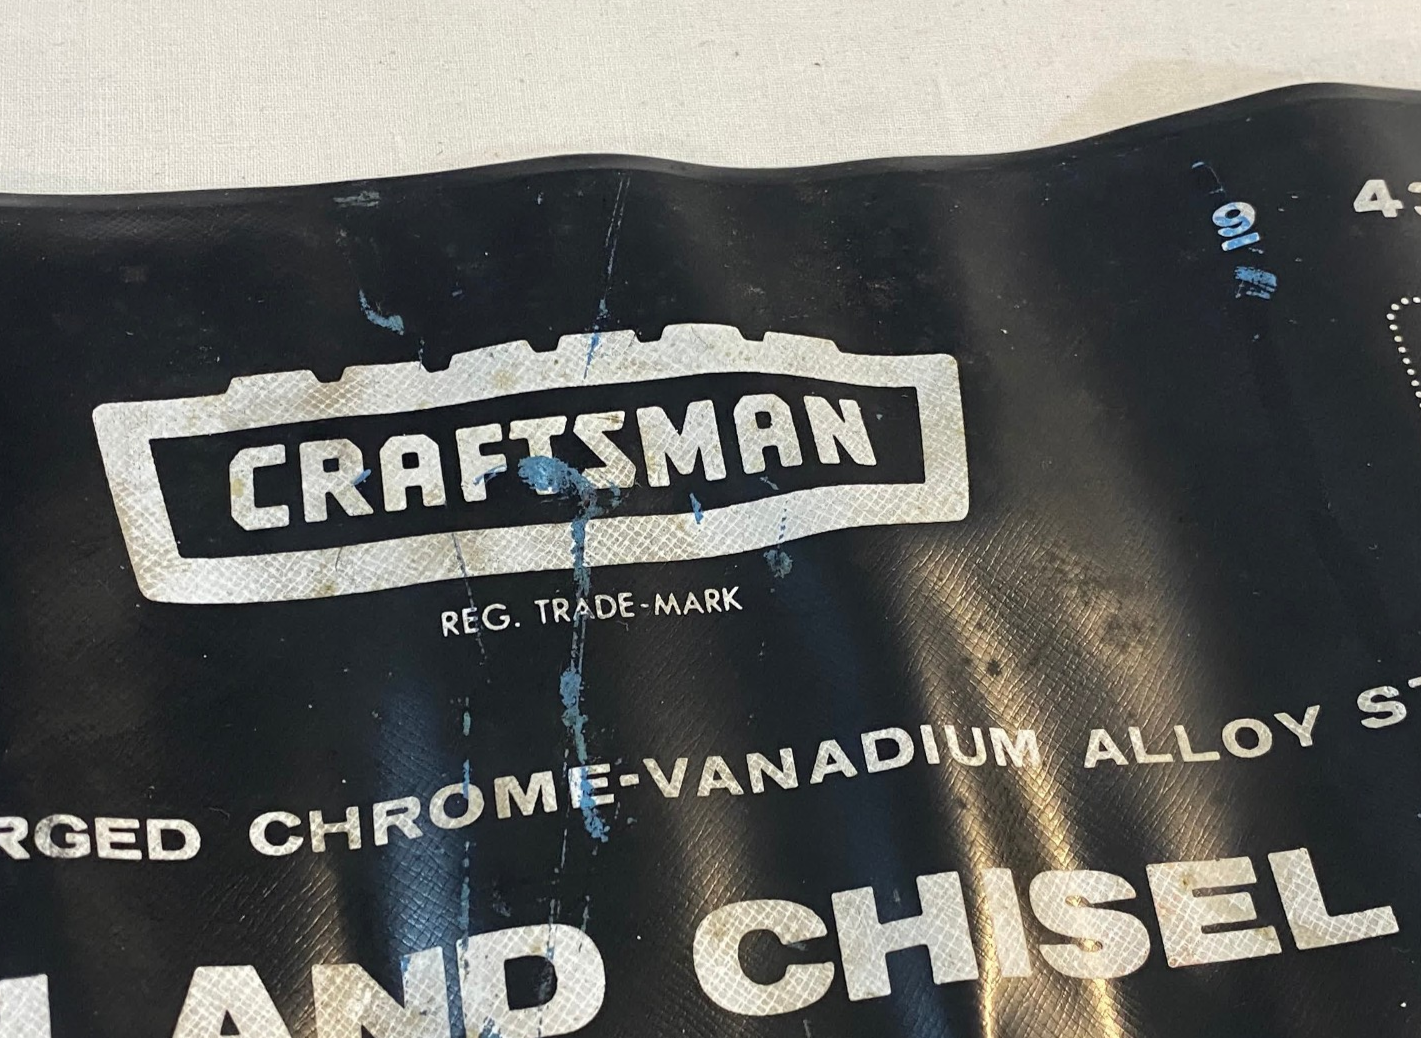 CRAFTSMAN
REG. TRADE-MARK
RGED CHROME-VANADIUM ALLOY ST
AND CHISEL